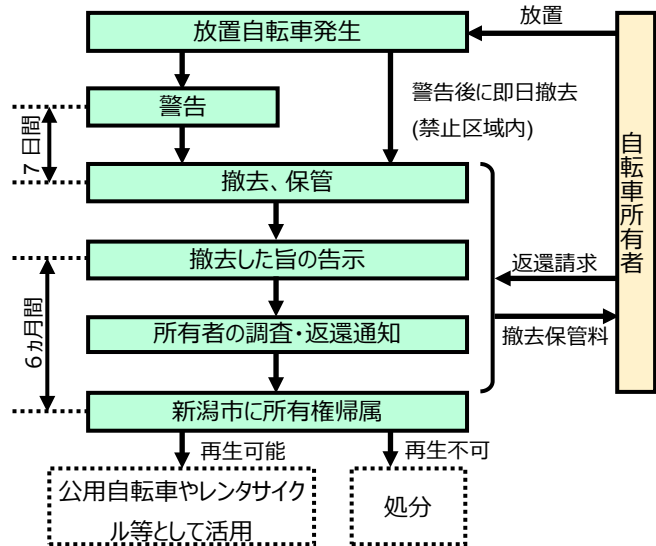 放置自転車発生
放置
警告
警告後に即日撤去
(禁止区域内)
7日間
撤去、保管
自転車所有者
撤去した旨の告示
返還請求
6ヵ月間
所有者の調査・返還通知
撤去保管料
新潟市に所有権帰属
再生可能
再生不可
公用自転車やレンタサイク
ル等として活用
処分